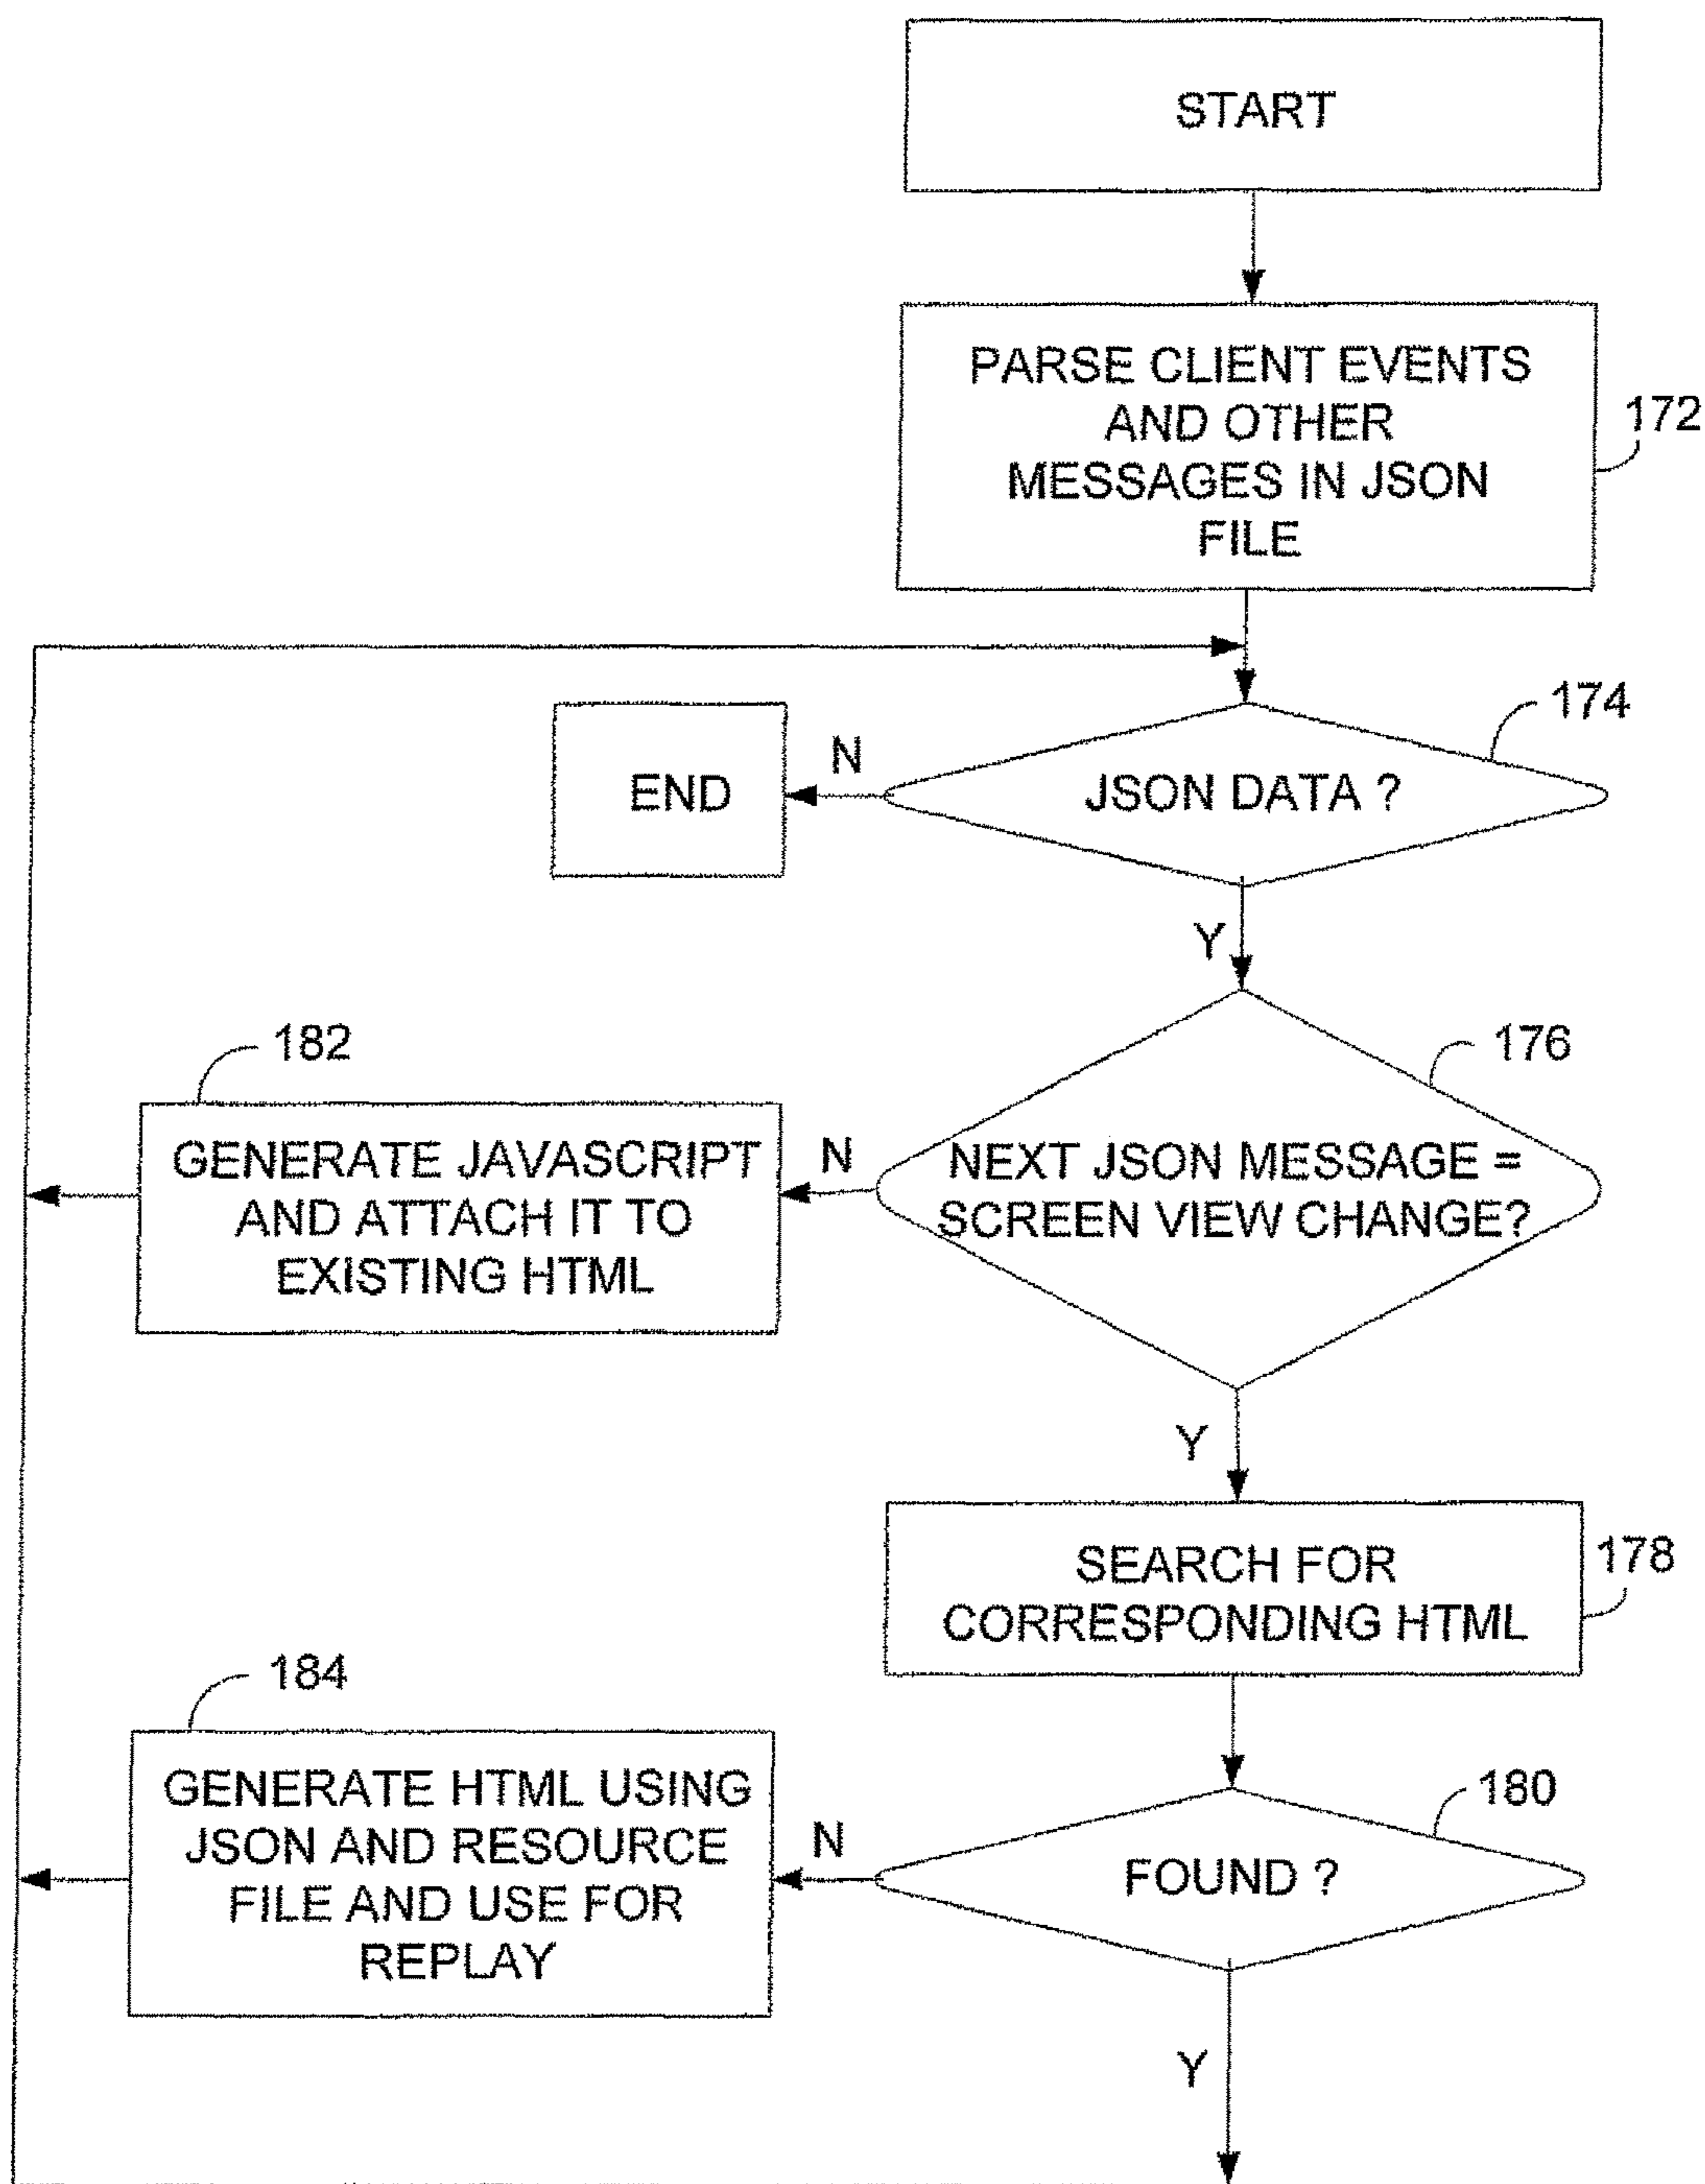 START
PARSE CLIENT EVENTS
AND OTHER
MESSAGES IN JSON
FILE
172
174
JSON DATA ?
N
END
Y
176
NEXT JSON MESSAGE =
SCREEN VIEW CHANGE?
N
182
GENERATE JAVASCRIPT
AND ATTACH IT TO
EXISTING HTML
Y
SEARCH FOR
CORRESPONDING HTML
178
180
FOUND ?
N
184
GENERATE HTML USING
JSON AND RESOURCE
FILE AND USE FOR
REPLAY
Y